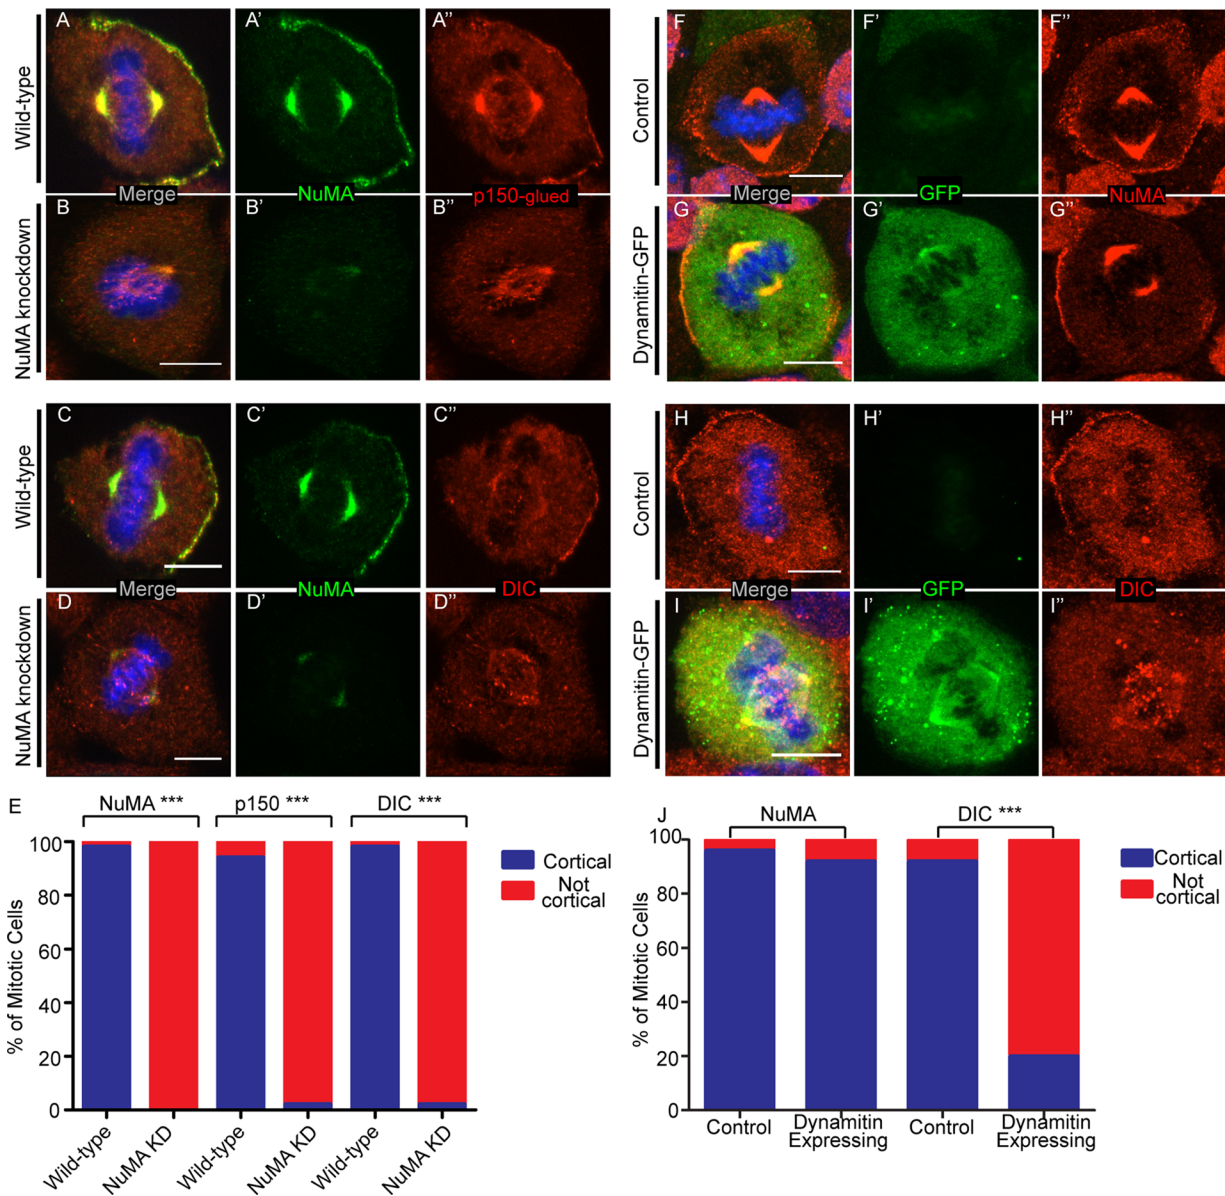 A
A'
A''
Wild-type
Merge
NuMA
p150-glued
B
B'
B''
NuMA knockdown
C
C'
C''
Wild-type
Merge
NuMA
DIC
D
D'
D''
NuMA knockdown
F
F'
F''
Control
Merge
GFP
NuMA
G
G'
G''
Dynamitin-GFP
H
H'
H''
Control
Merge
GFP
DIC
I
I'
I''
Dynamitin-GFP
E
NuMA ***
p150 ***
DIC ***
% of Mitotic Cells
100
80
60
40
20
0
Wild-type
NuMA KD
Wild-type
NuMA KD
Wild-type
NuMA KD
Cortical
Not
cortical
J
NuMA
DIC ***
% of Mitotic Cells
100
80
60
40
20
0
Control
Dynamitin
Expressing
Control
Dynamitin
Expressing
Cortical
Not
cortical